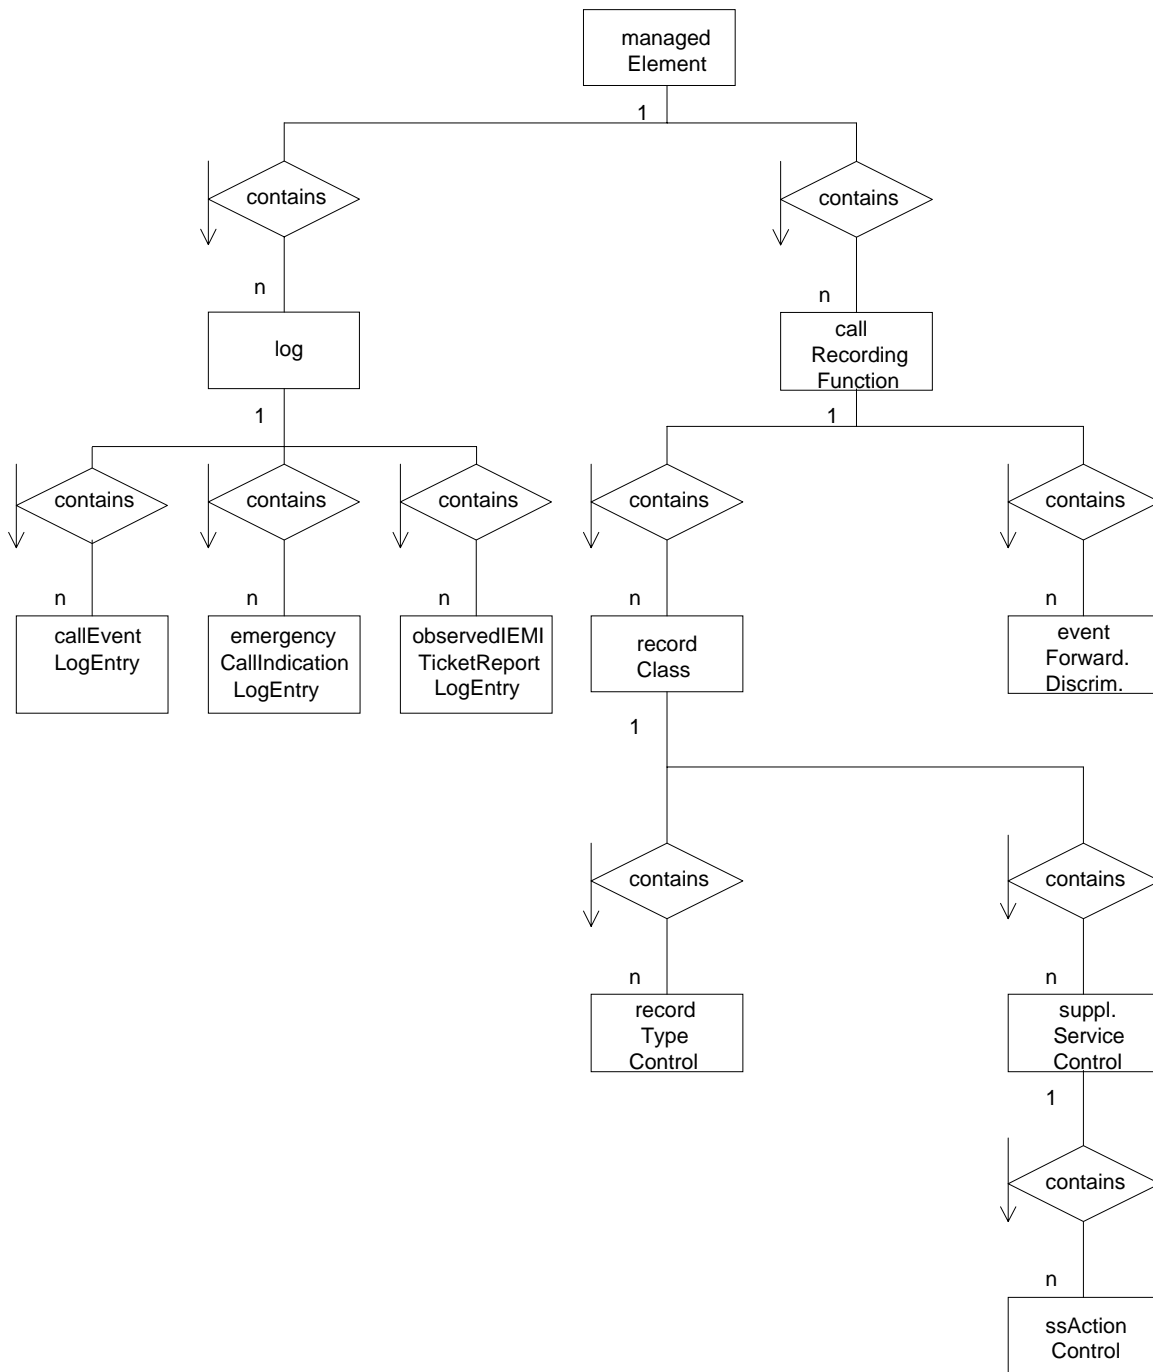 managed
Element
1
contains
contains
n
n
log
call
Recording
Function
1
1
contains
contains
contains
contains
contains
n
n
n
n
n
callEvent
LogEntry
emergency
CallIndication
LogEntry
observedIEMI
TicketReport
LogEntry
record
Class
event
Forward.
Discrim.
1
contains
contains
n
n
record
Type
Control
suppl.
Service
Control
1
contains
n
ssAction
Control